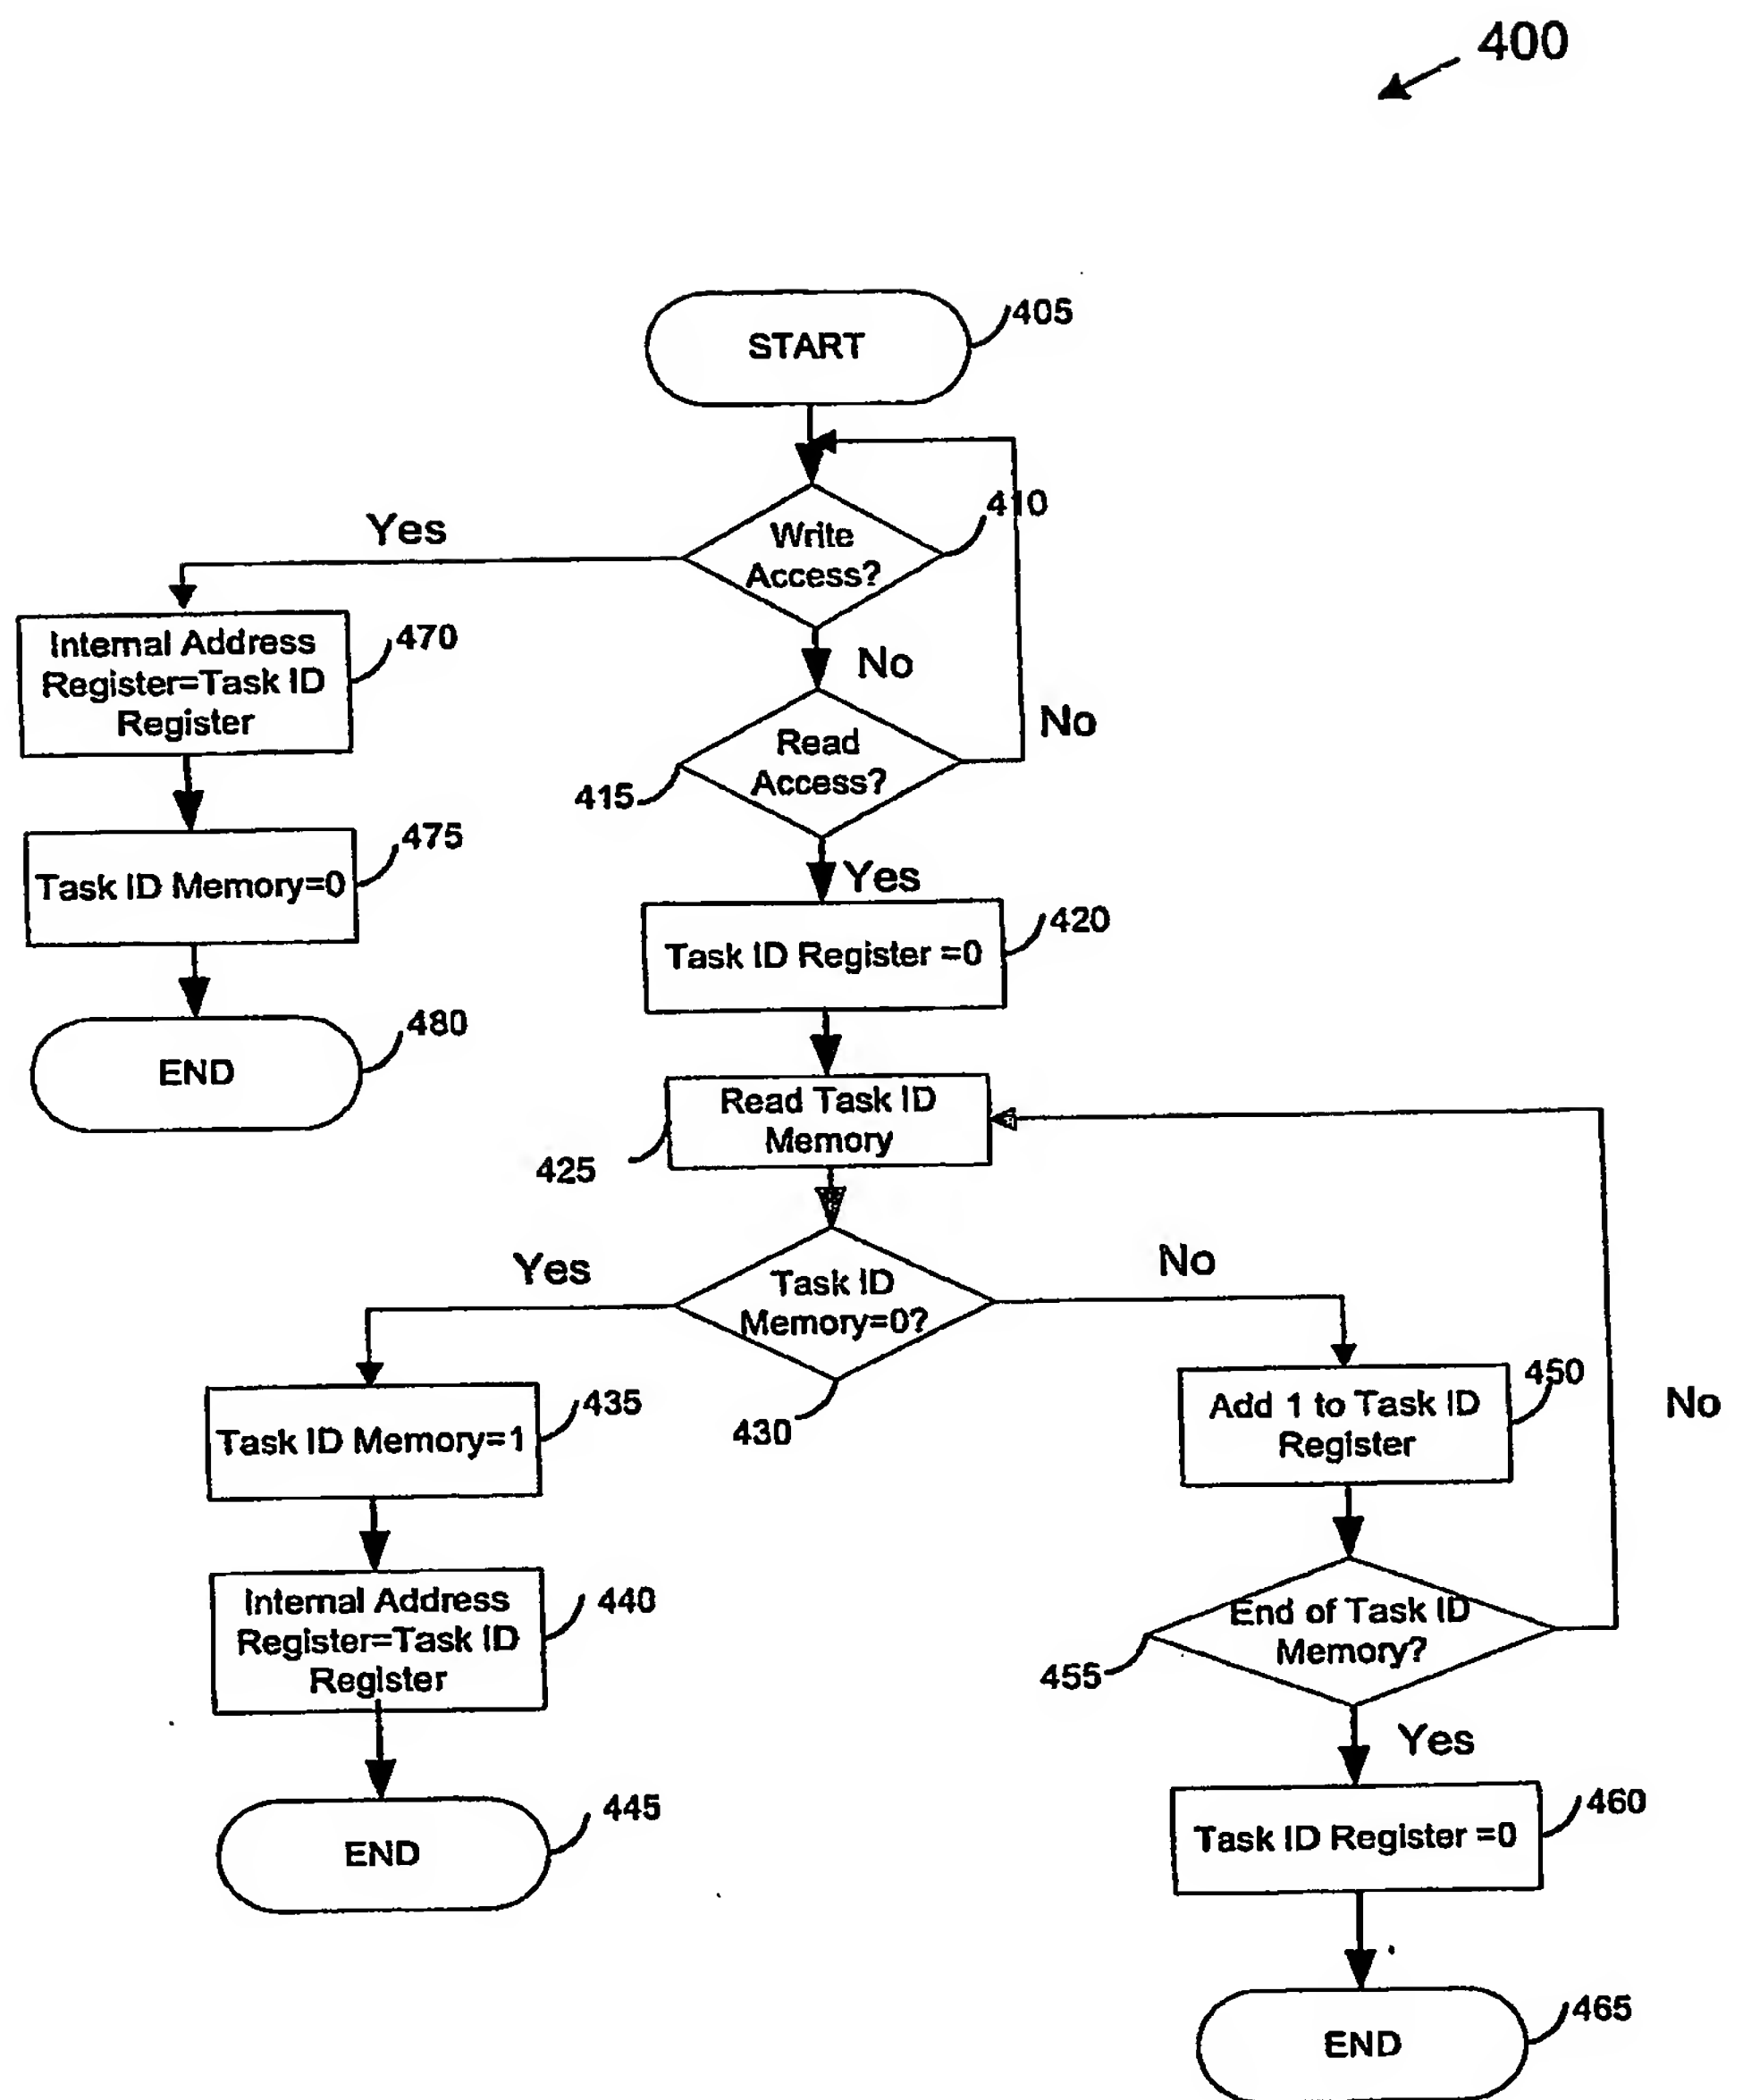 400
START
405
Write
Access?
410
Yes
No
Internal Address
Register=Task ID
Register
470
Read
Access?
415
No
Yes
Task ID Memory=0
475
Task ID Register =0
420
END
480
Read Task ID
Memory
425
Task ID
Memory=0?
430
Yes
No
Task ID Memory=1
435
Add 1 to Task ID
Register
450
No
Internal Address
Register=Task ID
Register
440
End of Task ID
Memory?
455
Yes
END
445
Task ID Register =0
460
END
465